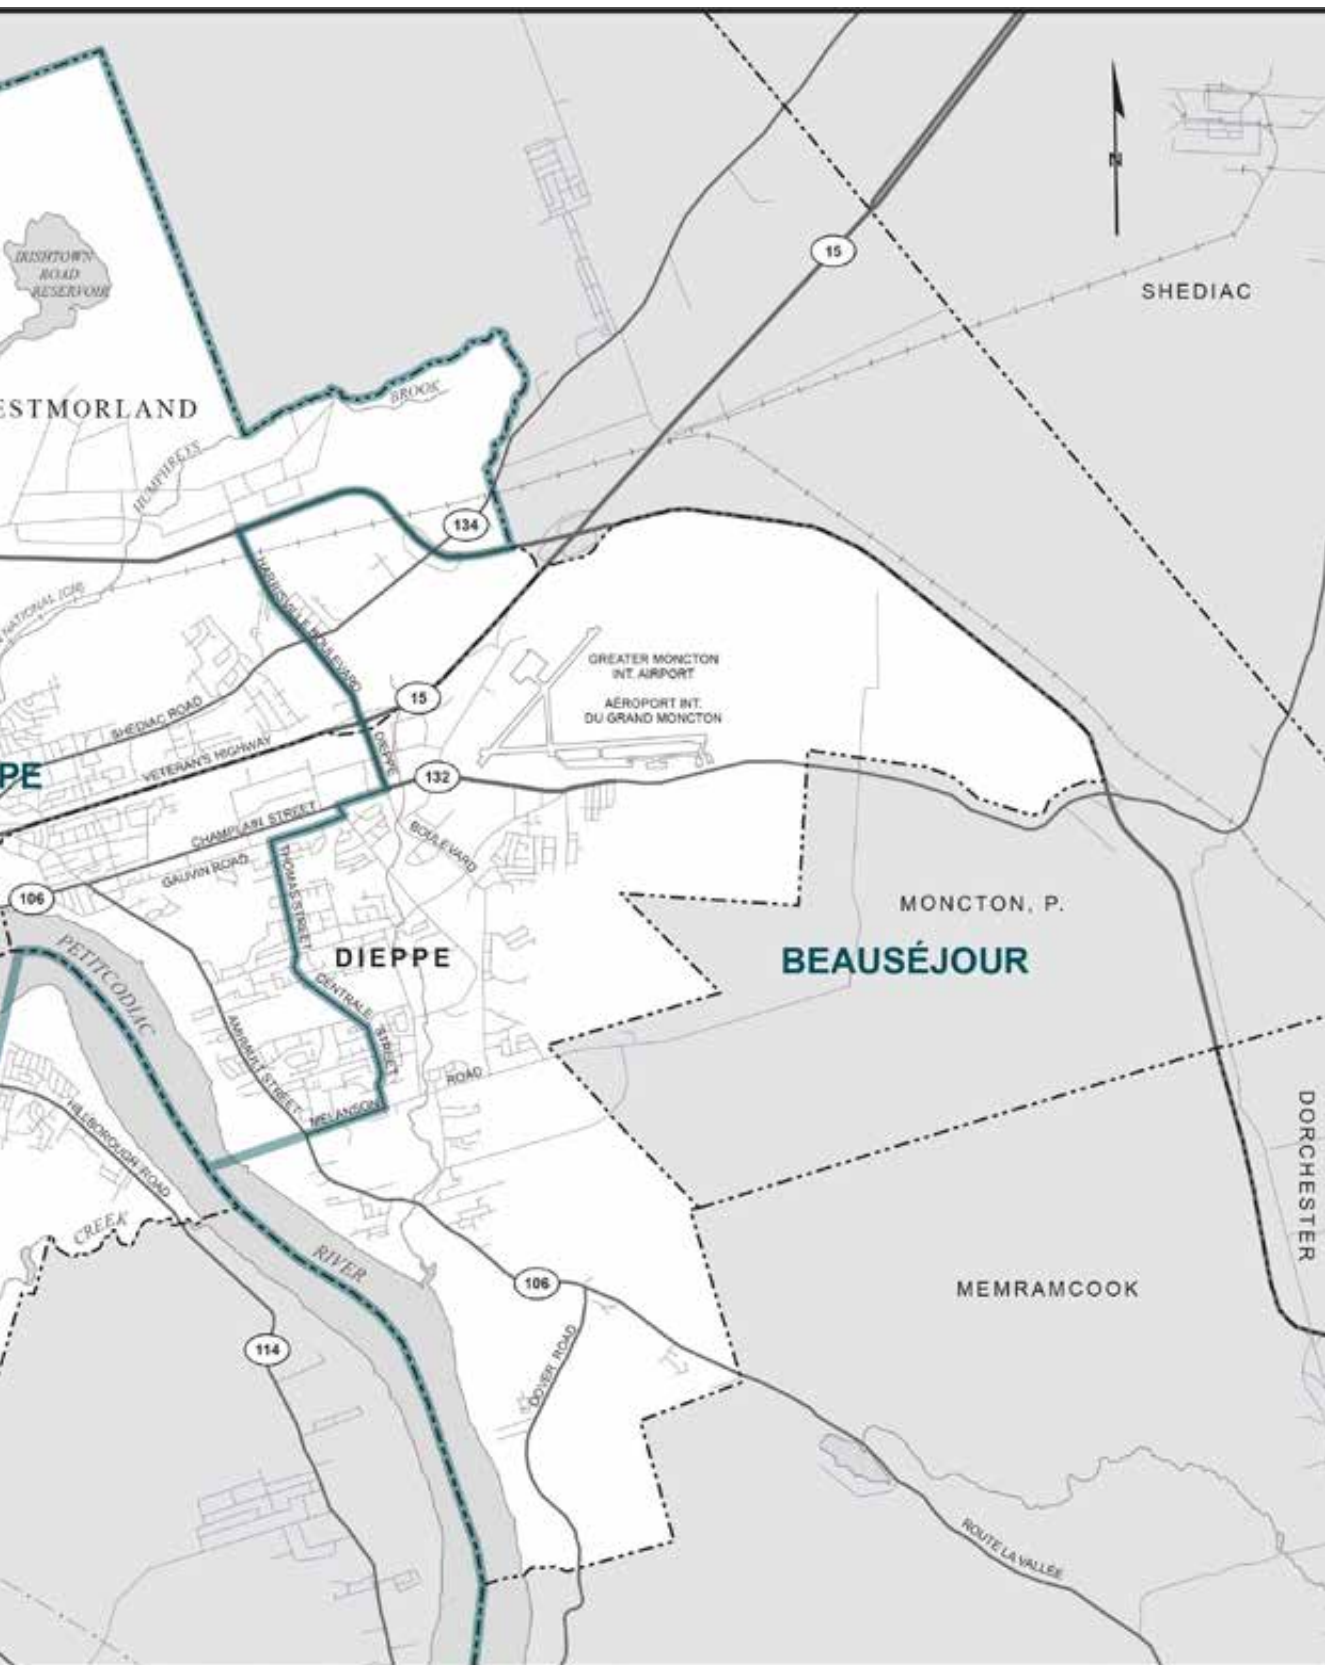 N
15
SHEDIAC
IRISHTOWN
ROAD
RESERVOIR
BROOK
ESTMORLAND
HUMPHREYS
134
HARRISVILLE BOULEVARD
NATIONAL (CN)
GREATER MONCTON
INT. AIRPORT
AÉROPORT INT.
DU GRAND MONCTON
15
SHEDIAC ROAD
VETERAN'S HIGHWAY
DIEPPE
BOULEVARD
132
PE
CHAMPLAIN STREET
GAUVIN ROAD
THOMAS STREET
106
MONCTON, P.
BEAUSÉJOUR
DIEPPE
PETITCODIAC
CENTRALE STREET
AMIRAULT STREET
MELANSON
ROAD
HILLSBOROUGH ROAD
DORCHESTER
CREEK
RIVER
106
MEMRAMCOOK
114
DOVER ROAD
ROUTE LA VALLÉE